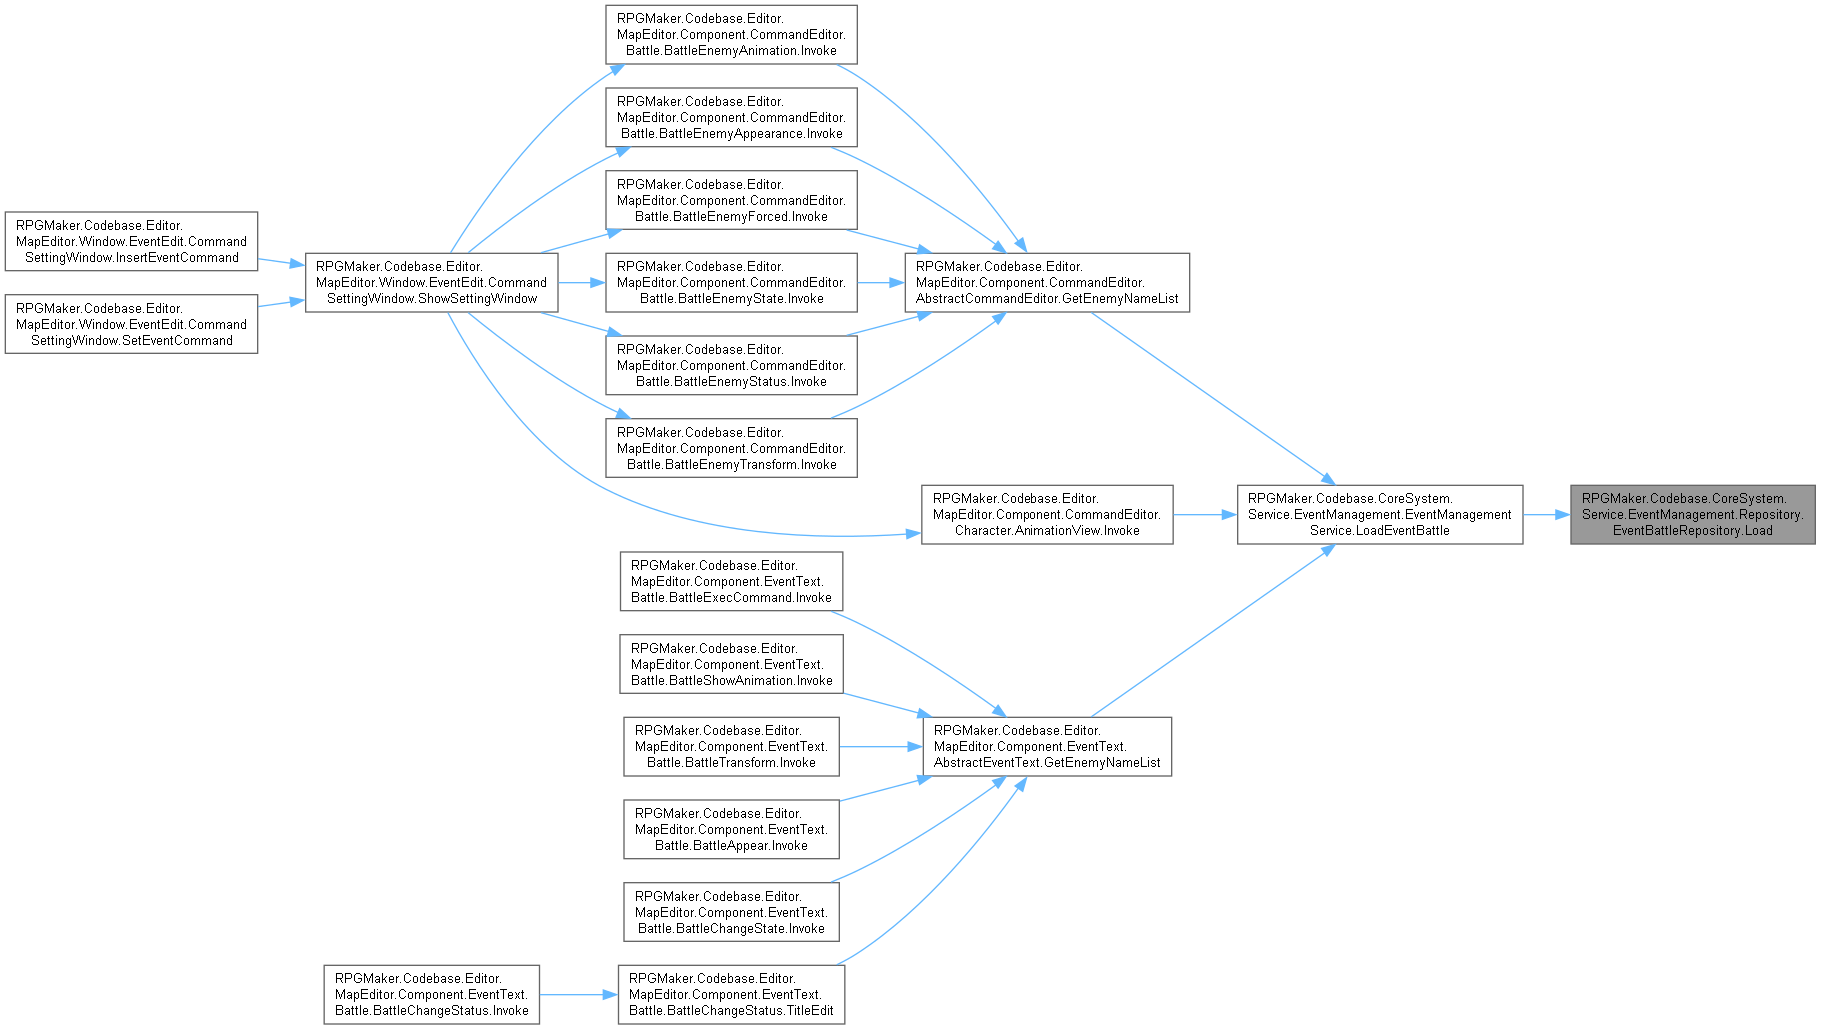 RPGMaker.Codebase.Editor.
MapEditor.Component.CommandEditor.
Battle.BattleEnemyAnimation.Invoke
RPGMaker.Codebase.Editor.
MapEditor.Component.CommandEditor.
Battle.BattleEnemyAppearance.Invoke
RPGMaker.Codebase.Editor.
MapEditor.Component.CommandEditor.
Battle.BattleEnemyForced.Invoke
RPGMaker.Codebase.Editor.
MapEditor.Window.EventEdit.Command
SettingWindow.InsertEventCommand
RPGMaker.Codebase.Editor.
MapEditor.Window.EventEdit.Command
SettingWindow.ShowSettingWindow
RPGMaker.Codebase.Editor.
MapEditor.Component.CommandEditor.
Battle.BattleEnemyState.Invoke
RPGMaker.Codebase.Editor.
MapEditor.Component.CommandEditor.
AbstractCommandEditor.GetEnemyNameList
RPGMaker.Codebase.Editor.
MapEditor.Window.EventEdit.Command
SettingWindow.SetEventCommand
RPGMaker.Codebase.Editor.
MapEditor.Component.CommandEditor.
Battle.BattleEnemyStatus.Invoke
RPGMaker.Codebase.Editor.
MapEditor.Component.CommandEditor.
Battle.BattleEnemyTransform.Invoke
RPGMaker.Codebase.Editor.
MapEditor.Component.CommandEditor.
Character.AnimationView.Invoke
RPGMaker.Codebase.CoreSystem.
Service.EventManagement.EventManagement
Service.LoadEventBattle
RPGMaker.Codebase.CoreSystem.
Service.EventManagement.Repository.
EventBattleRepository.Load
RPGMaker.Codebase.Editor.
MapEditor.Component.EventText.
Battle.BattleExecCommand.Invoke
RPGMaker.Codebase.Editor.
MapEditor.Component.EventText.
Battle.BattleShowAnimation.Invoke
RPGMaker.Codebase.Editor.
MapEditor.Component.EventText.
Battle.BattleTransform.Invoke
RPGMaker.Codebase.Editor.
MapEditor.Component.EventText.
AbstractEventText.GetEnemyNameList
RPGMaker.Codebase.Editor.
MapEditor.Component.EventText.
Battle.BattleAppear.Invoke
RPGMaker.Codebase.Editor.
MapEditor.Component.EventText.
Battle.BattleChangeState.Invoke
RPGMaker.Codebase.Editor.
MapEditor.Component.EventText.
Battle.BattleChangeStatus.Invoke
RPGMaker.Codebase.Editor.
MapEditor.Component.EventText.
Battle.BattleChangeStatus.TitleEdit